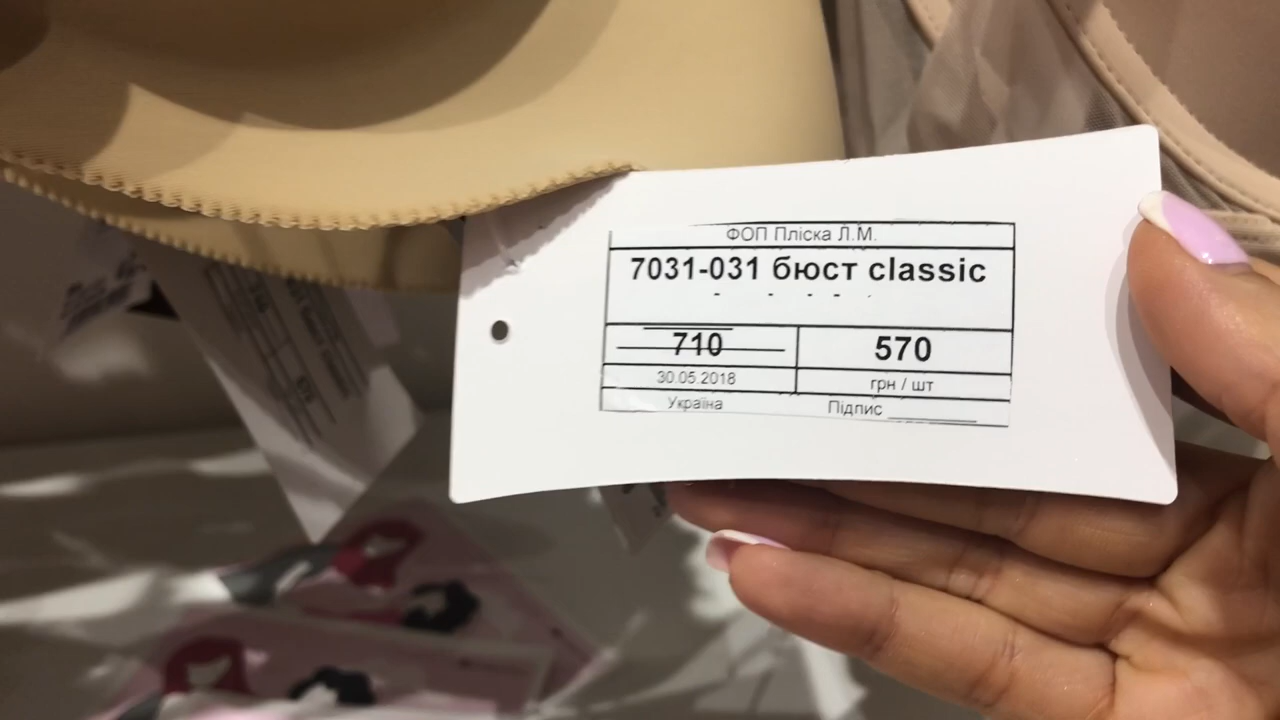 ФОП Пліска Л.М.
7031-031 бюст classic
710 570
30.05.2018 грн / шт
Україна Підпис